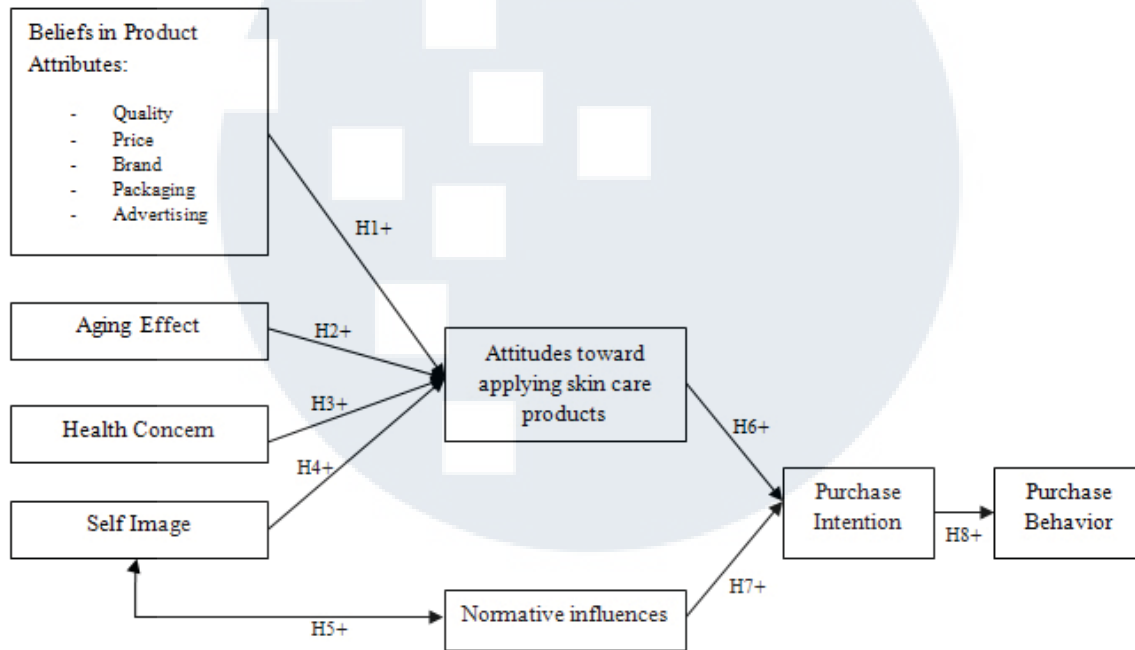 Beliefs in Product
Attributes:
- Quality
- Price
- Brand
- Packaging
- Advertising
H1+
Aging Effect
H2+
Attitudes toward
applying skin care
products
H3+
Health Concern
H4+
H6+
Self Image
Purchase
Intention
Purchase
Behavior
H8+
H7+
Normative influences
H5+